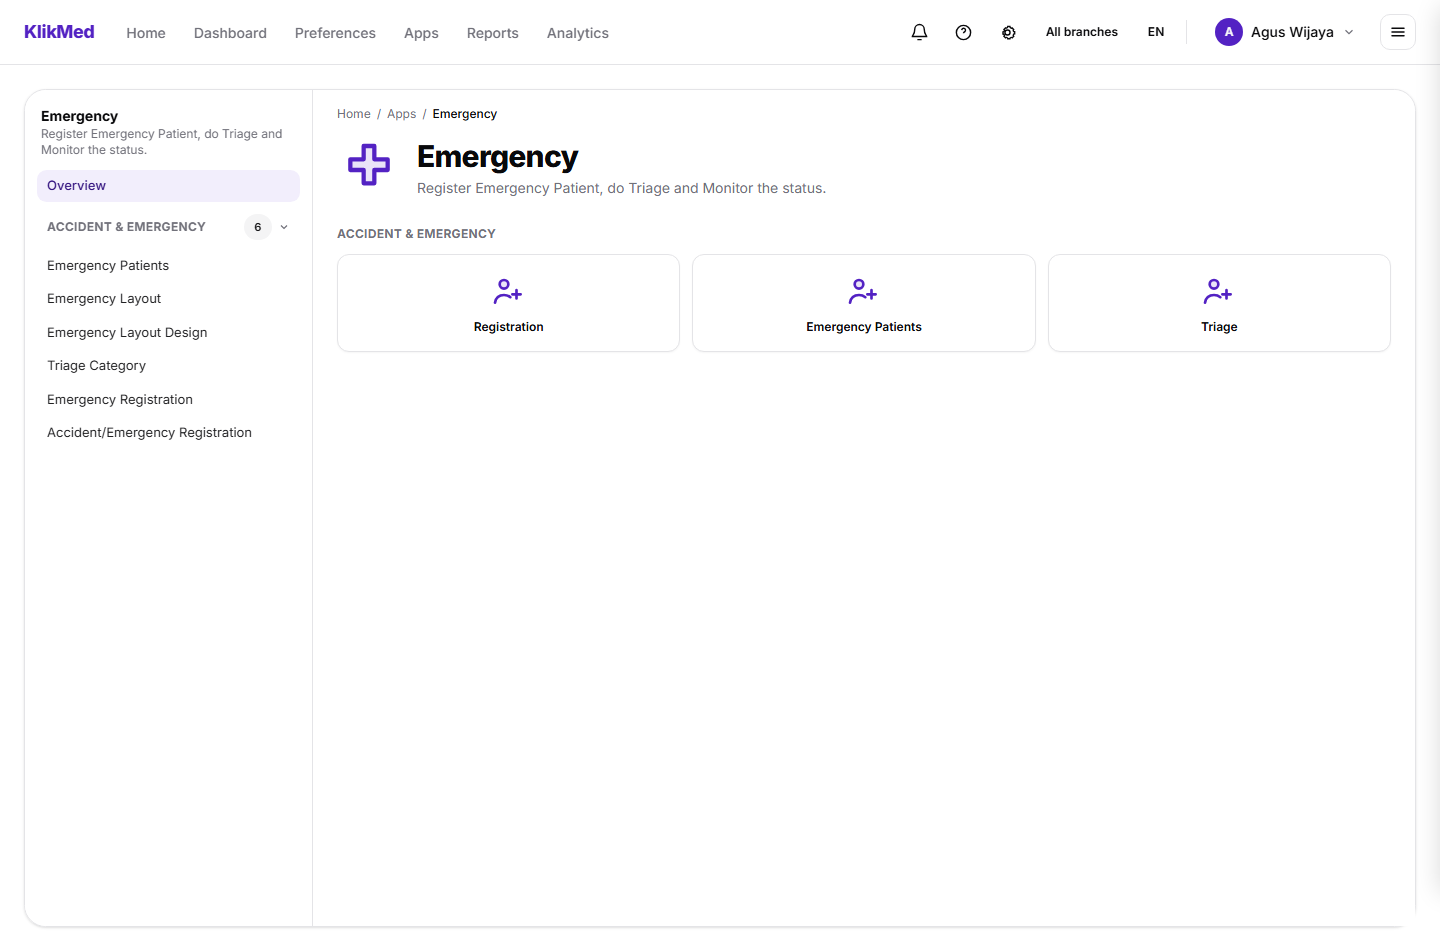 KlikMed
Home
Dashboard
Preferences
Apps
Reports
Analytics
All branches
EN
A
Agus Wijaya
Emergency
Register Emergency Patient, do Triage and
Monitor the status.
Overview
ACCIDENT & EMERGENCY
6
Emergency Patients
Emergency Layout
Emergency Layout Design
Triage Category
Emergency Registration
Accident/Emergency Registration
Home / Apps / Emergency
Emergency
Register Emergency Patient, do Triage and Monitor the status.
ACCIDENT & EMERGENCY
Registration
Emergency Patients
Triage